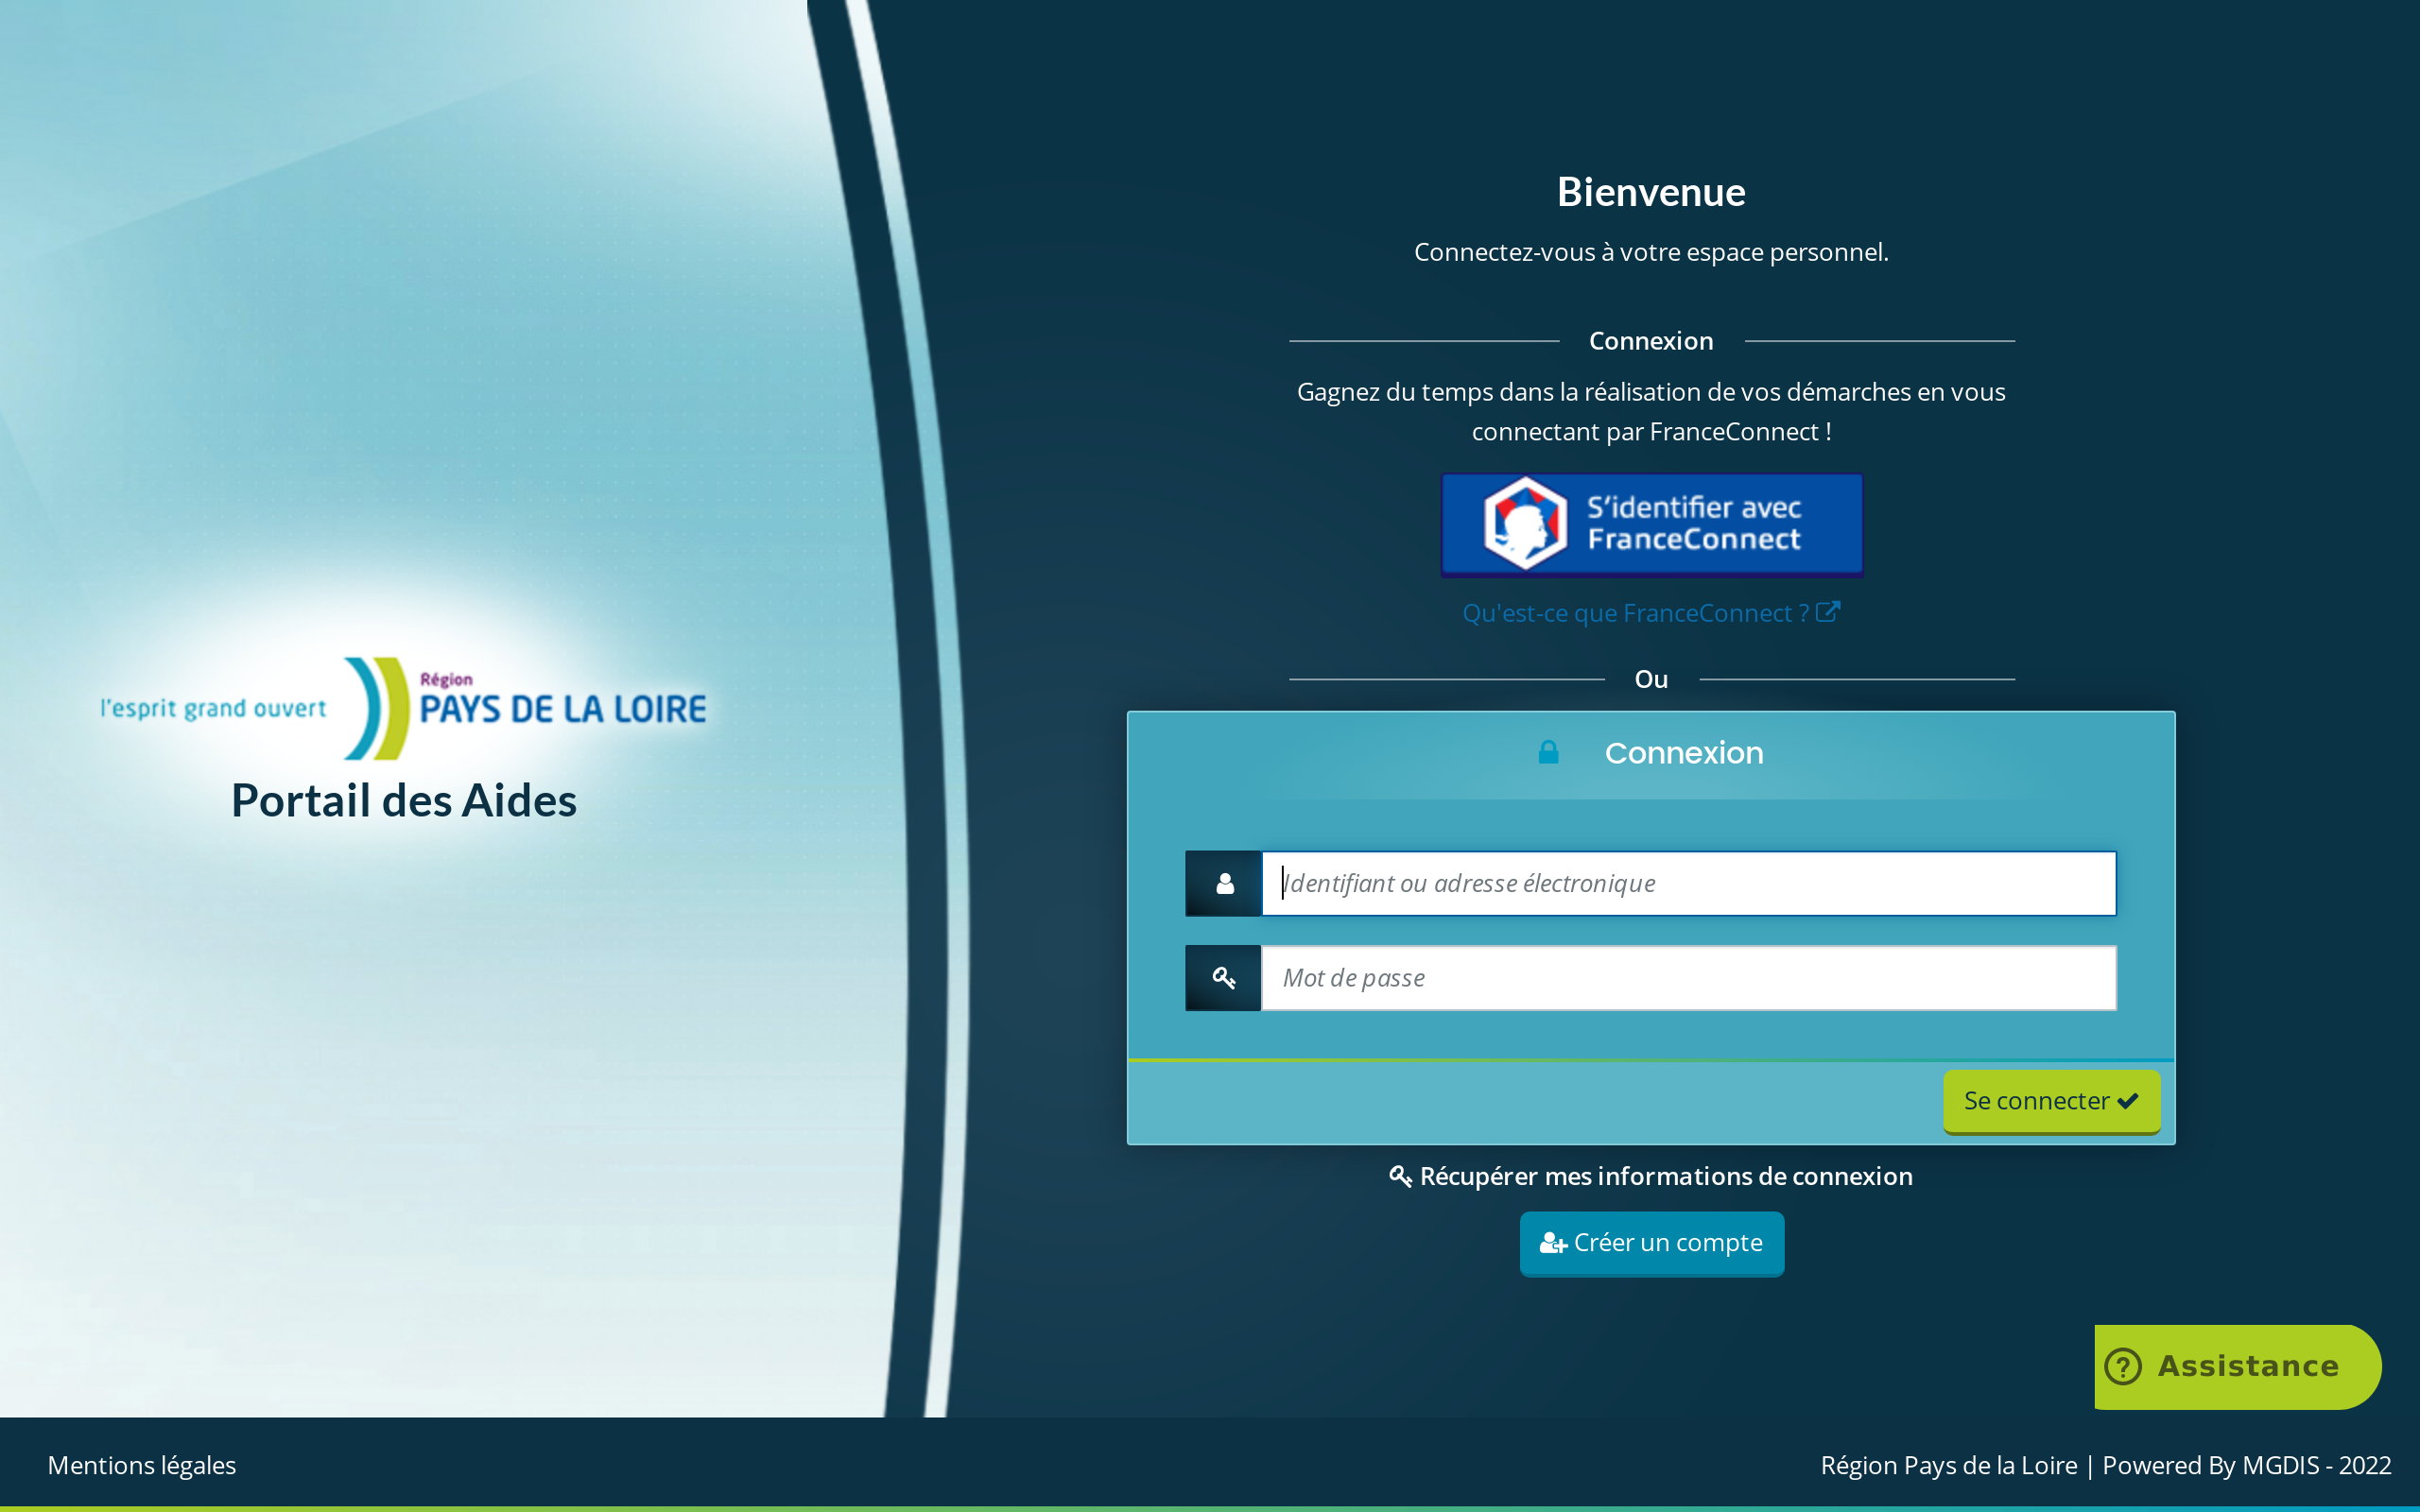 l'esprit grand ouvert
Région
PAYS DE LA LOIRE
Portail des Aides
Bienvenue
Connectez-vous à votre espace personnel.
Connexion
Gagnez du temps dans la réalisation de vos démarches en vous
connectant par FranceConnect !
S'identifier avec
FranceConnect
Qu'est-ce que FranceConnect ?
Ou
Connexion
Identifiant ou adresse électronique
Mot de passe
Se connecter
Récupérer mes informations de connexion
Créer un compte
Assistance
Mentions légales
Région Pays de la Loire | Powered By MGDIS - 2022